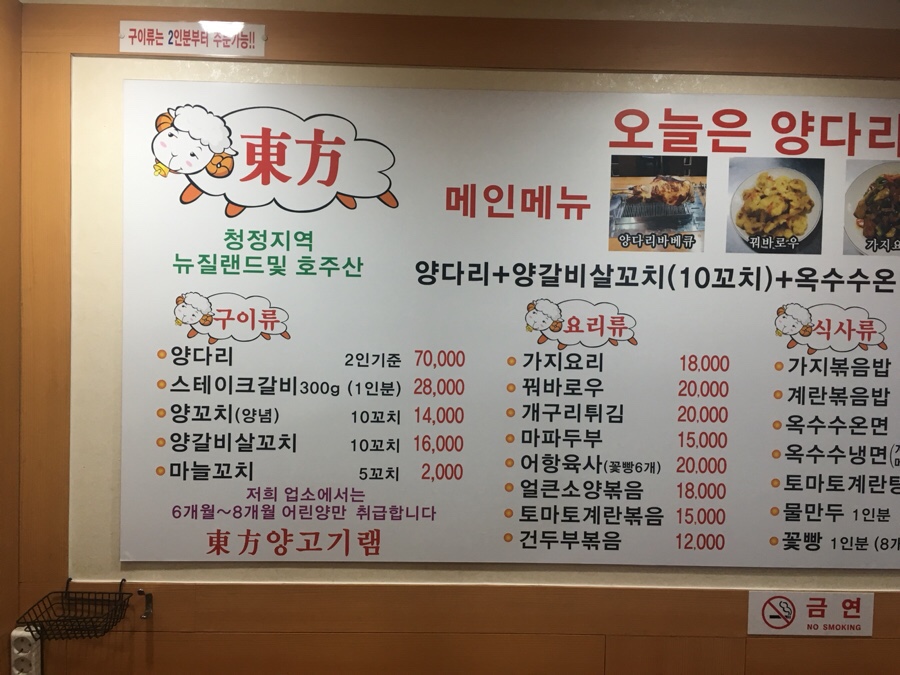 구이류는 2인분부터 주문가능!!
東方
청정지역
뉴질랜드및 호주산
오늘은 양다리
메인메뉴
양다리바베큐
꿔바로우
가지요
양다리+양갈비살꼬치(10꼬치)+옥수수온
구이류
양다리 2인기준 70,000
스테이크갈비 300g (1인분) 28,000
양꼬치(양념) 10꼬치 14,000
양갈비살꼬치 10꼬치 16,000
마늘꼬치 5꼬치 2,000
저희 업소에서는
6개월~8개월 어린양만 취급합니다
東方양고기램
요리류
가지요리 18.000
꿔바로우 20.000
개구리튀김 20.000
마파두부 15.000
어항육사(꽃빵6개) 20.000
얼큰소양볶음 18.000
토마토계란볶음 15.000
건두부볶음 12.000
식사류
가지볶음밥
계란볶음밥
옥수수온면
옥수수냉면
토마토계란탕
물만두 1인분
꽃빵 1인분 (8개
금연
NO SMOKING